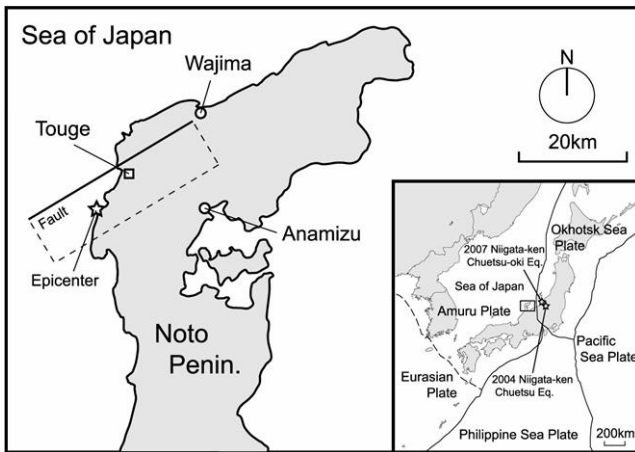 Sea of Japan
Wajima
Touge
Fault
Epicenter
Anamizu
Noto
Penin.
N
20km
Okhotsk Sea
Plate
2007 Niigata-ken
Chuetsu-oki Eq.
Sea of Japan
Amuru Plate
Pacific
Sea Plate
Eurasian
Plate
2004 Niigata-ken
Chuetsu Eq.
Philippine Sea Plate
200km